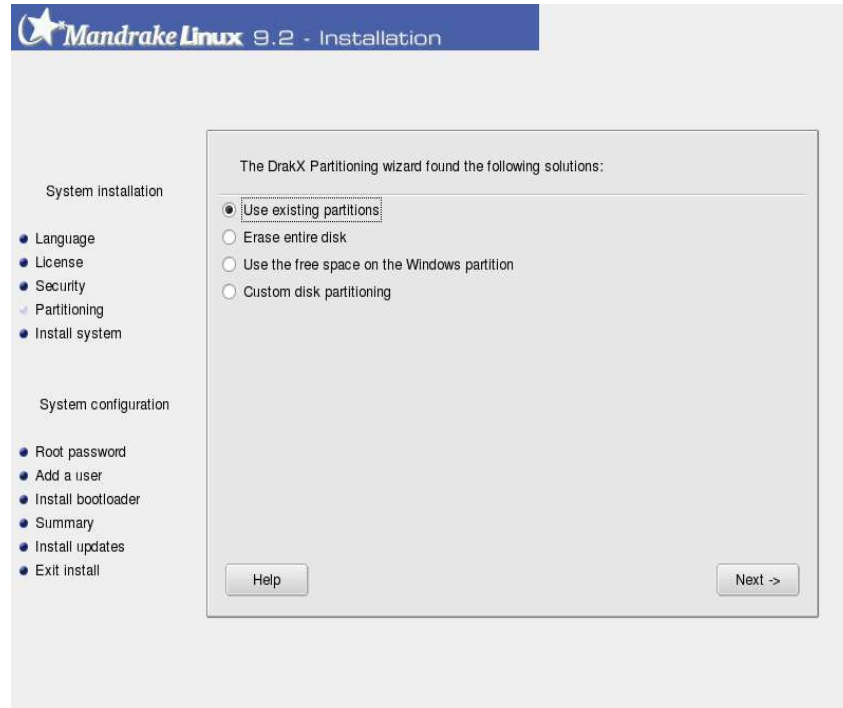 MandrakeLinux 9.2 - Installation
The DrakX Partitioning wizard found the following solutions:
Use existing partitions
Erase entire disk
Use the free space on the Windows partition
Custom disk partitioning
System installation
Language
License
Security
Partitioning
Install system
System configuration
Root password
Add a user
Install bootloader
Summary
Install updates
Exit install
Help
Next ->